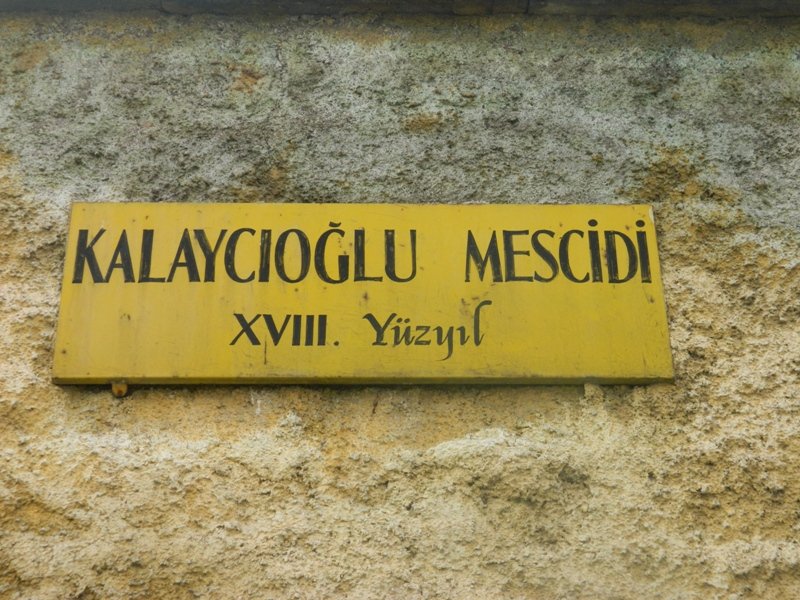 KALAYCIOĞLU MESCİDİ
XVIII. Yüzyıl